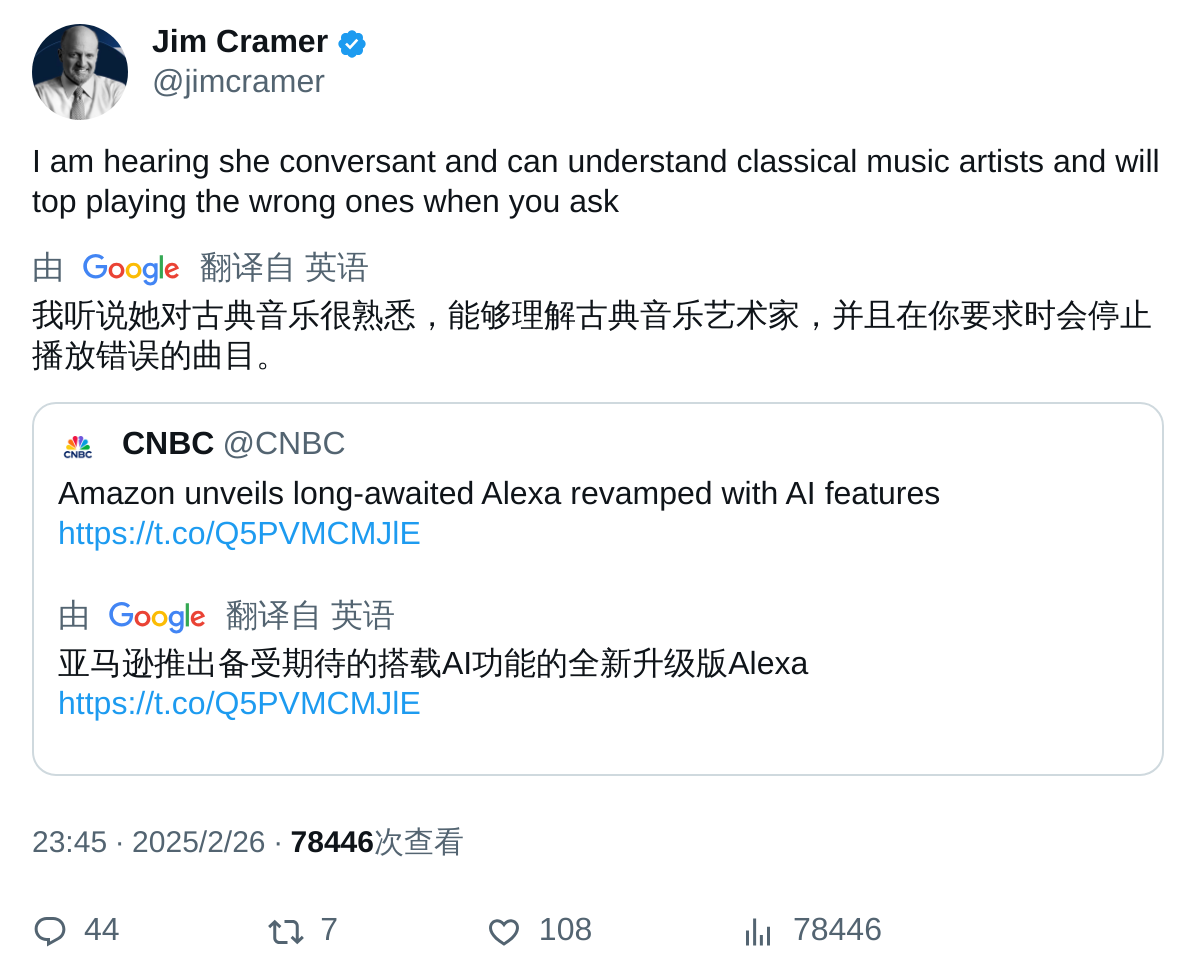 Jim Cramer
@jimcramer
I am hearing she conversant and can understand classical music artists and will
top playing the wrong ones when you ask
由 Google 翻译自 英语
我听说她对古典音乐很熟悉，能够理解古典音乐艺术家，并且在你要求时会停止
播放错误的曲目。
CNBC
CNBC @CNBC
Amazon unveils long-awaited Alexa revamped with AI features
https://t.co/Q5PVMCMJlE
由 Google 翻译自 英语
亚马逊推出备受期待的搭载AI功能的全新升级版Alexa
https://t.co/Q5PVMCMJlE
23:45 · 2025/2/26 · 78446次查看
44 7 108 78446